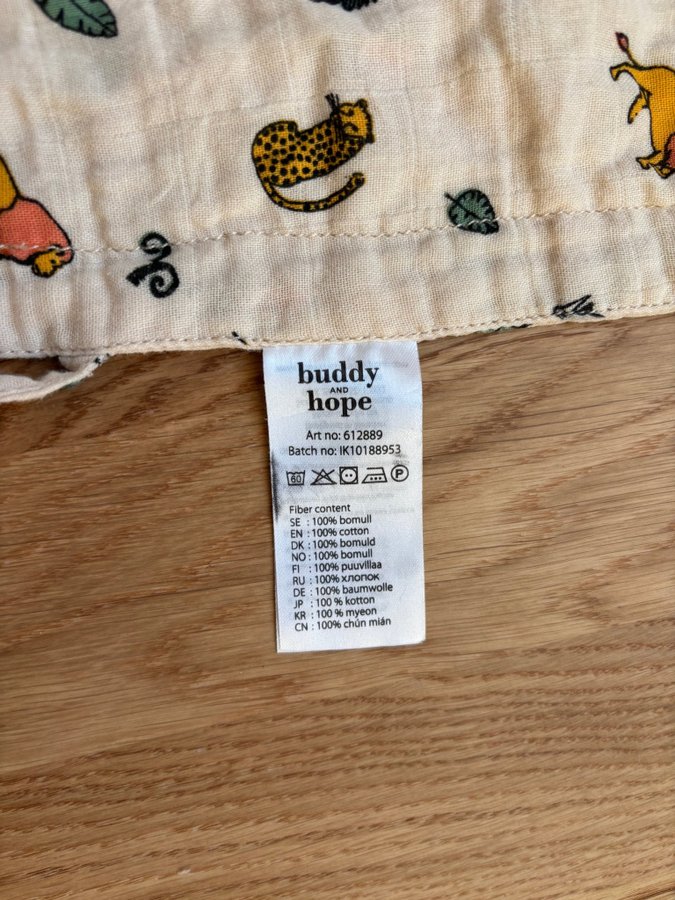 buddy
AND
hope
Art no: 612889
Batch no: IK10188953
60 P
Fiber content
SE : 100% bomull
EN : 100% cotton
DK : 100% bomuld
NO : 100% bomull
FI : 100% puuvillaa
RU : 100% хлопок
DE : 100% baumwolle
JP : 100 % kotton
KR : 100 % myeon
CN : 100% chún mián